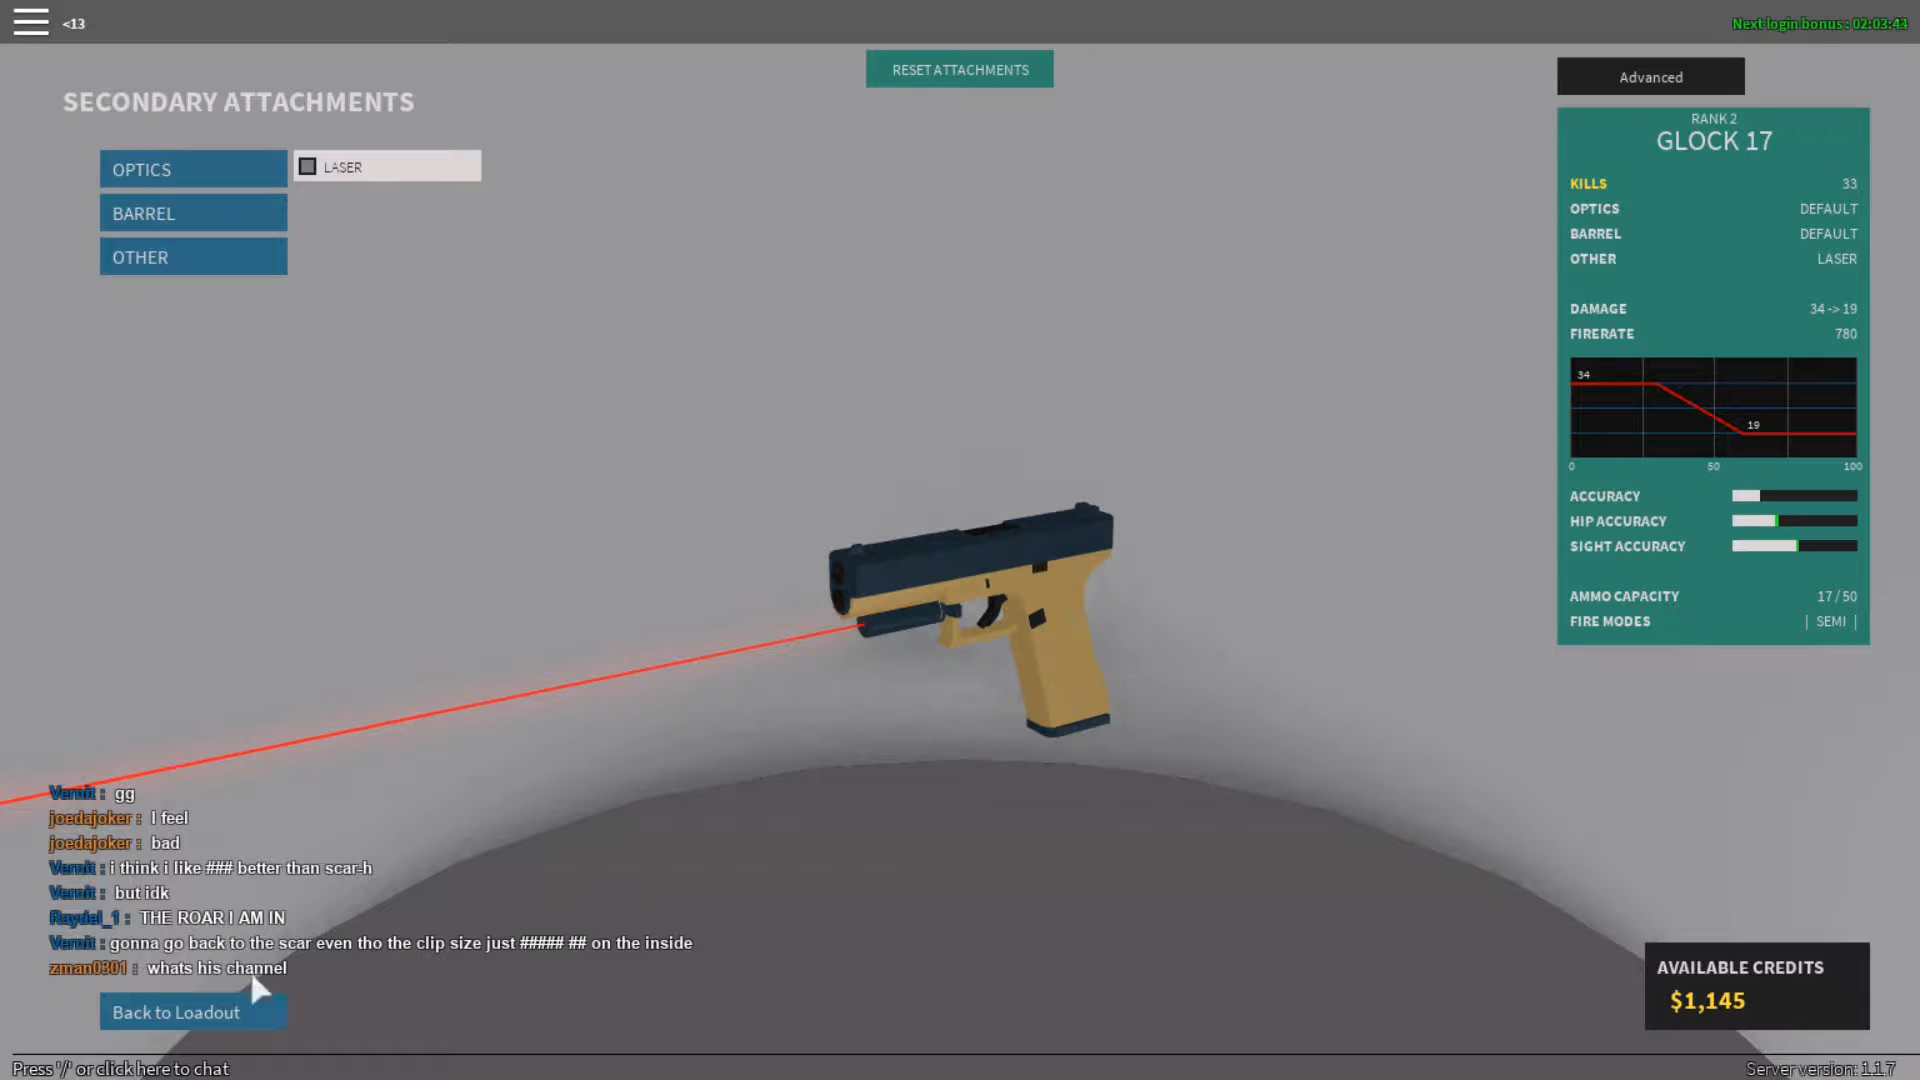 <13
Next login bonus : 02:03:43
RESET ATTACHMENTS
Advanced
SECONDARY ATTACHMENTS
OPTICS
LASER
BARREL
OTHER
RANK 2
GLOCK 17
KILLS 33
OPTICS DEFAULT
BARREL DEFAULT
OTHER LASER
DAMAGE 34 -> 19
FIRERATE 780
34
19
0 50 100
ACCURACY
HIP ACCURACY
SIGHT ACCURACY
AMMO CAPACITY 17 / 50
FIRE MODES | SEMI |
Vernit : gg
joedajoker : I feel
joedajoker : bad
Vernit : i think i like ### better than scar-h
Vernit : but idk
Raydel_1 : THE ROAR I AM IN
Vernit : gonna go back to the scar even tho the clip size just ##### ## on the inside
zman0301 : whats his channel
Back to Loadout
AVAILABLE CREDITS
$1,145
Press '/' or click here to chat
Server version: 1.1.7